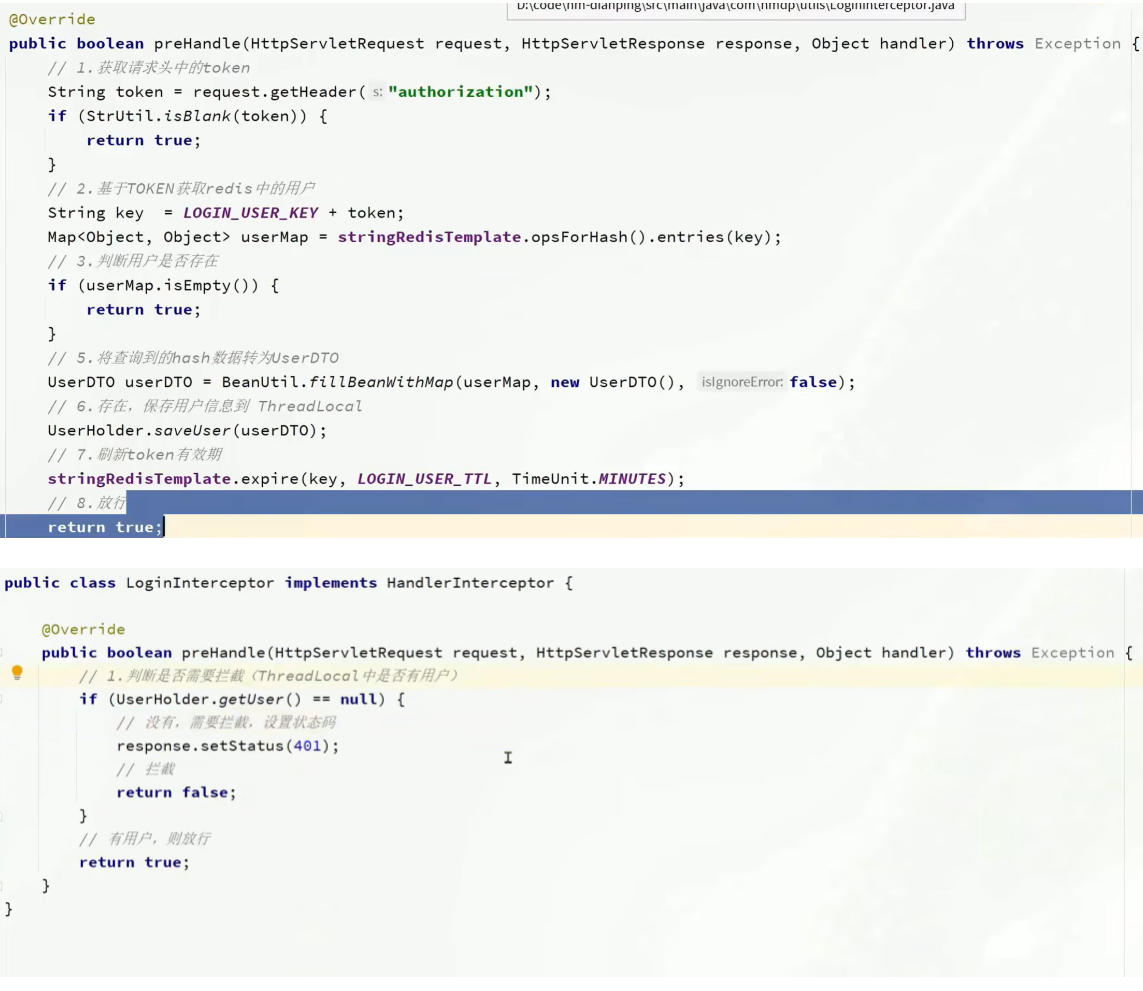 D:\code\hm-dianping\src\main\java\com\hmdp\utils\LoginInterceptor.java
@Override
public boolean preHandle(HttpServletRequest request, HttpServletResponse response, Object handler) throws Exception {
// 1.获取请求头中的token
String token = request.getHeader( s: "authorization");
if (StrUtil.isBlank(token)) {
return true;
}
// 2.基于TOKEN获取redis中的用户
String key  = LOGIN_USER_KEY + token;
Map<Object, Object> userMap = stringRedisTemplate.opsForHash().entries(key);
// 3.判断用户是否存在
if (userMap.isEmpty()) {
return true;
}
// 5.将查询到的hash数据转为UserDTO
UserDTO userDTO = BeanUtil.fillBeanWithMap(userMap, new UserDTO(), isIgnoreError: false);
// 6.存在，保存用户信息到 ThreadLocal
UserHolder.saveUser(userDTO);
// 7.刷新token有效期
stringRedisTemplate.expire(key, LOGIN_USER_TTL, TimeUnit.MINUTES);
// 8.放行
return true;
public class LoginInterceptor implements HandlerInterceptor {
@Override
public boolean preHandle(HttpServletRequest request, HttpServletResponse response, Object handler) throws Exception {
// 1.判断是否需要拦截（ThreadLocal中是否有用户）
if (UserHolder.getUser() == null) {
// 没有，需要拦截，设置状态码
response.setStatus(401);
// 拦截
return false;
}
// 有用户，则放行
return true;
}
}